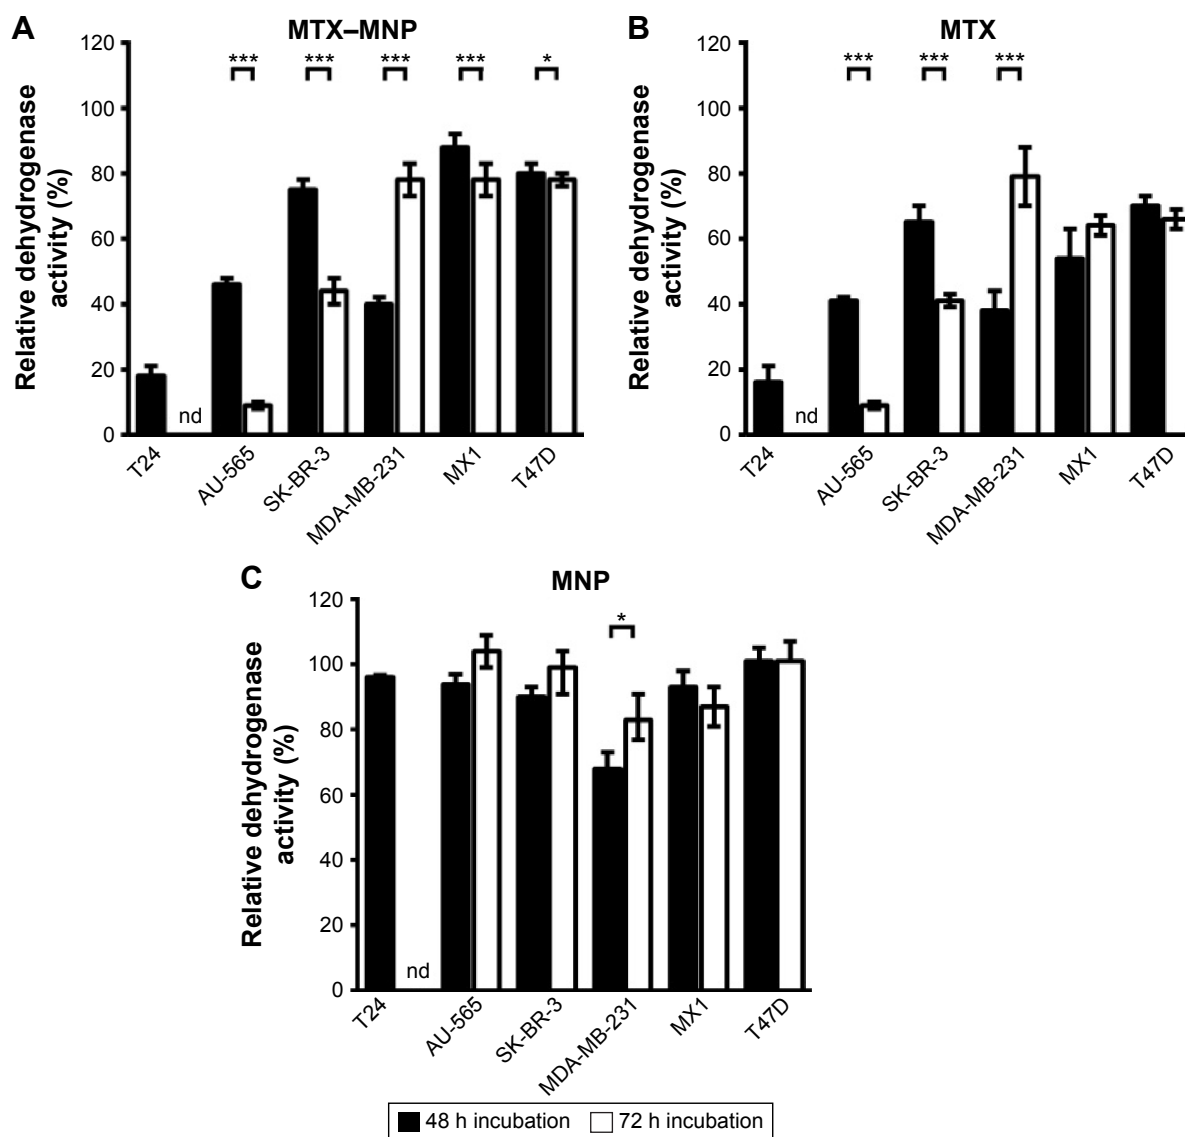 A
MTX–MNP
Relative dehydrogenase
activity (%)
120
100
80
60
40
20
0
***
***
***
***
*
nd
T24
AU-565
SK-BR-3
MDA-MB-231
MX1
T47D
B
MTX
Relative dehydrogenase
activity (%)
120
100
80
60
40
20
0
***
***
***
nd
T24
AU-565
SK-BR-3
MDA-MB-231
MX1
T47D
C
MNP
Relative dehydrogenase
activity (%)
120
100
80
60
40
20
0
*
nd
T24
AU-565
SK-BR-3
MDA-MB-231
MX1
T47D
48 h incubation
72 h incubation